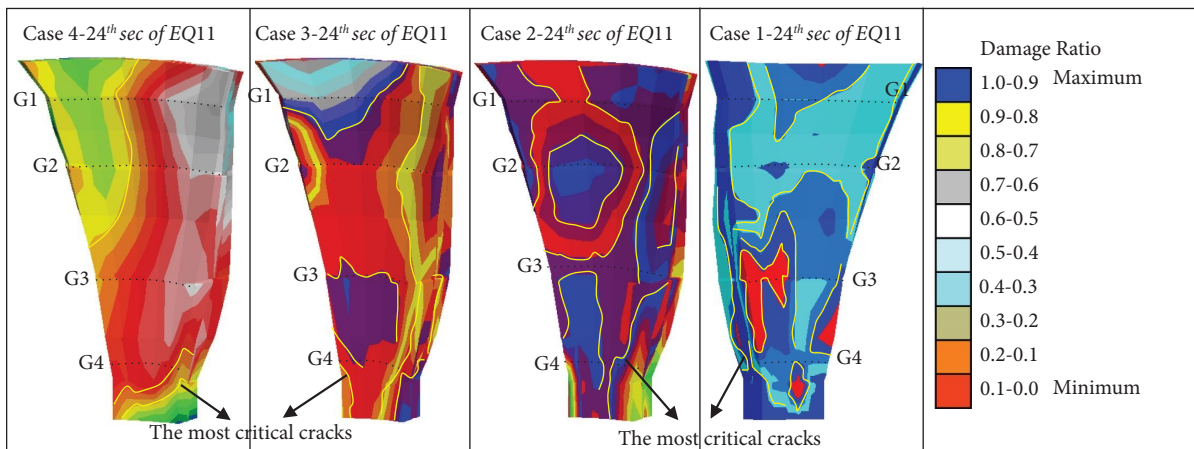 Case 4-24th sec of EQ11
Case 3-24th sec of EQ11
Case 2-24th sec of EQ11
Case 1-24th sec of EQ11
G1
G2
G3
G4
G1
G2
G3
G4
G1
G2
G3
G4
G1
G2
G3
G4
The most critical cracks
The most critical cracks
Damage Ratio
1.0-0.9 Maximum
0.9-0.8
0.8-0.7
0.7-0.6
0.6-0.5
0.5-0.4
0.4-0.3
0.3-0.2
0.2-0.1
0.1-0.0 Minimum